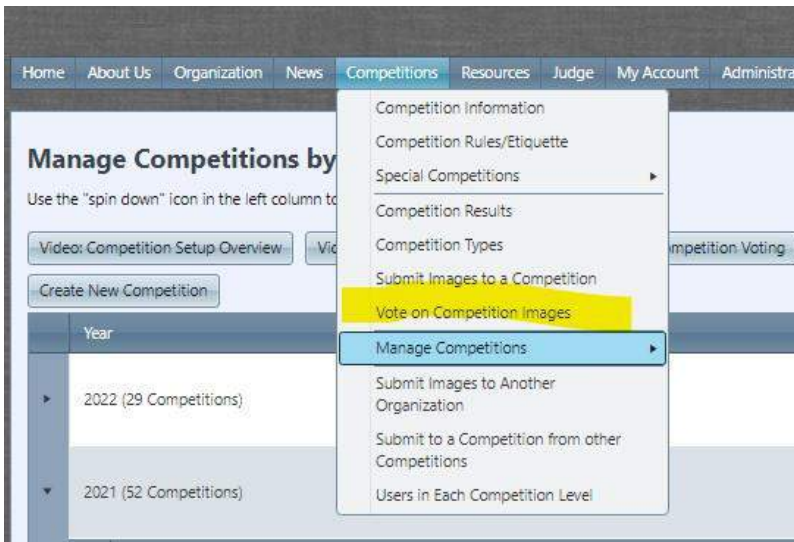 Home About Us Organization News Competitions Resources Judge My Account Administra
Competition Information
Competition Rules/Etiquette
Special Competitions
Competition Results
Competition Types
Submit Images to a Competition
Vote on Competition Images
Manage Competitions
Submit Images to Another
Organization
Submit to a Competition from other
Competitions
Users in Each Competition Level
Manage Competitions by
Use the "spin down" icon in the left column to
Video: Competition Setup Overview Vid mpetition Voting
Create New Competition
Year
2022 (29 Competitions)
2021 (52 Competitions)